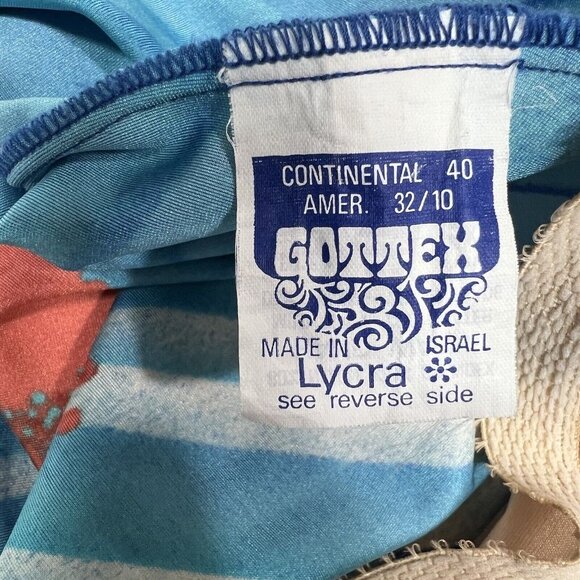 CONTINENTAL 40
AMER. 32/10
GOTTEX
MADE IN ISRAEL
Lycra
see reverse side